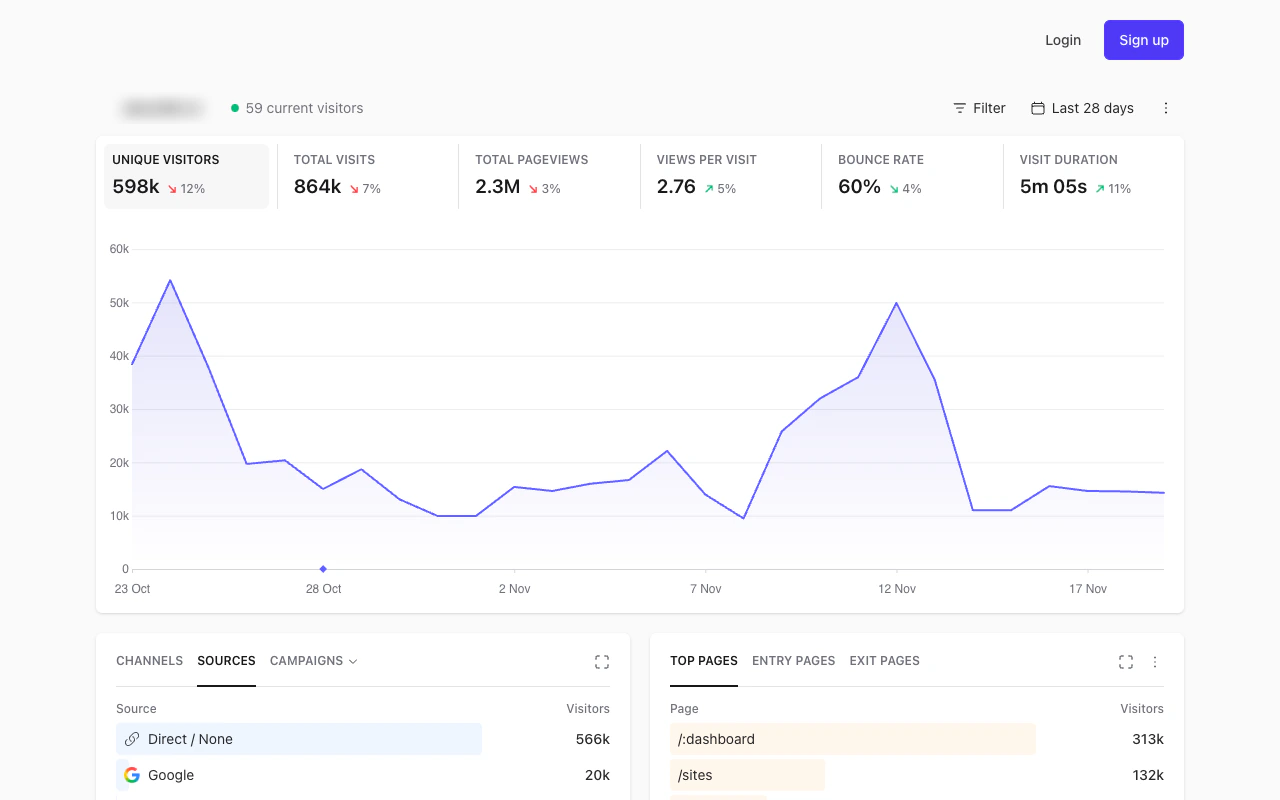 Login
Sign up
59 current visitors
Filter
Last 28 days
UNIQUE VISITORS
598k 12%
TOTAL VISITS
864k 7%
TOTAL PAGEVIEWS
2.3M 3%
VIEWS PER VISIT
2.76 5%
BOUNCE RATE
60% 4%
VISIT DURATION
5m 05s 11%
60k
50k
40k
30k
20k
10k
0
23 Oct
28 Oct
2 Nov
7 Nov
12 Nov
17 Nov
CHANNELS SOURCES CAMPAIGNS
Source Visitors
Direct / None 566k
Google 20k
TOP PAGES ENTRY PAGES EXIT PAGES
Page Visitors
/:dashboard 313k
/sites 132k